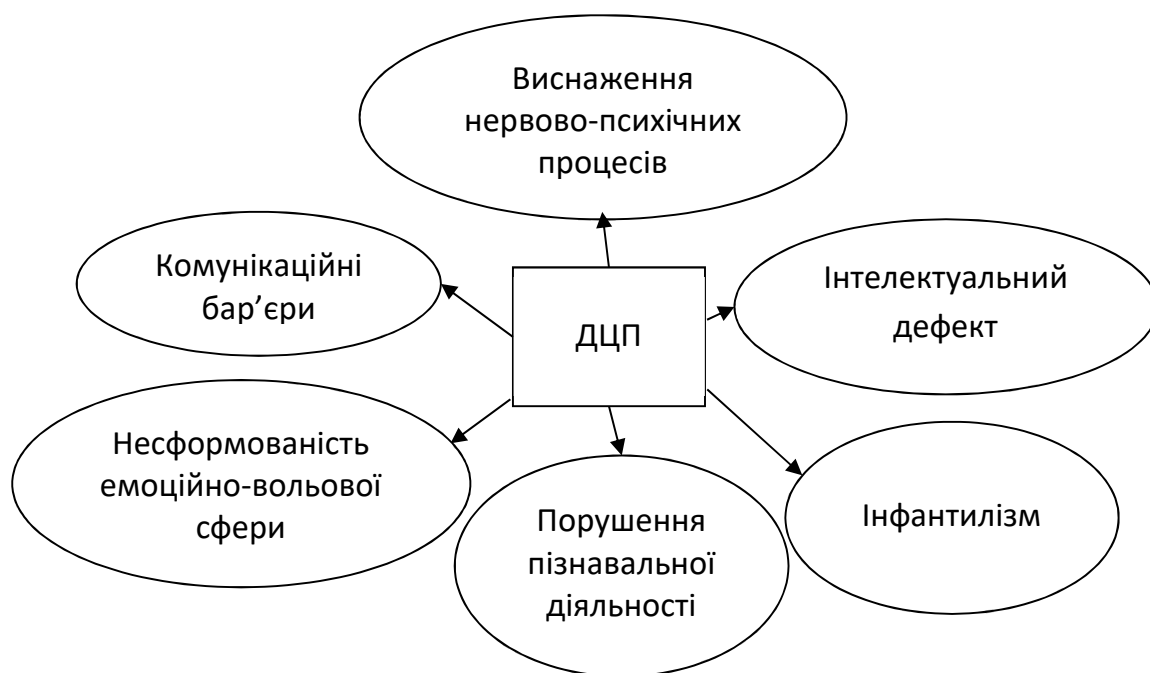 Виснаження
нервово-психічних
процесів
Комунікаційні
бар’єри
Інтелектуальний
дефект
ДЦП
Несформованість
емоційно-вольової
сфери
Порушення
пізнавальної
діяльності
Інфантилізм